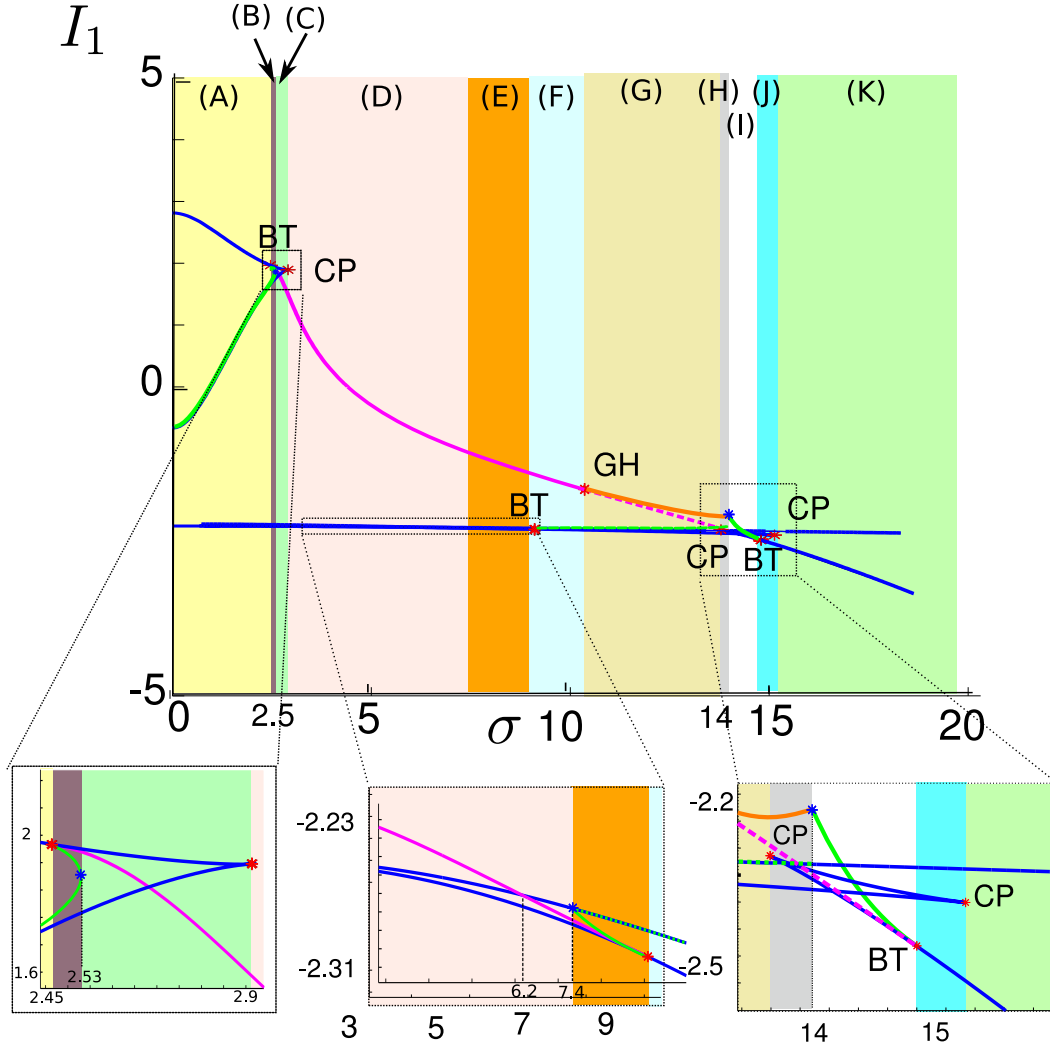 I₁
(B) (C)
5
(A) (D) (E) (F) (G) (H) (I) (J) (K)
BT
CP
0
GH
BT
CP
CP
BT
-5
0 2.5 5 σ 10 14 15 20
2
1.6
2.45
2.53
2.9
-2.23
-2.31
6.2 7.4
3 5 7 9
-2.2
CP
CP
BT
-2.5
14 15